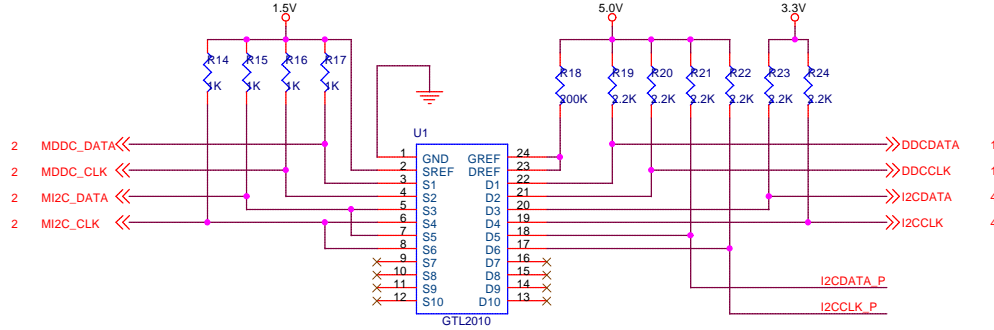 1.5V
5.0V
3.3V
R14 R15 R16 R17
1K 1K 1K 1K
R18 R19 R20 R21 R22 R23 R24
200K 2.2K 2.2K 2.2K 2.2K 2.2K 2.2K
U1
2 MDDC_DATA
2 MDDC_CLK
2 MI2C_DATA
2 MI2C_CLK
1 GND GREF 24
2 SREF DREF 23
3 S1 D1 22
4 S2 D2 21
5 S3 D3 20
6 S4 D4 19
7 S5 D5 18
8 S6 D6 17
9 S7 D7 16
10 S8 D8 15
11 S9 D9 14
12 S10 D10 13
GTL2010
DDCDATA 1
DDCCLK 1
I2CDATA 4
I2CCLK 4
I2CDATA_P
I2CCLK_P